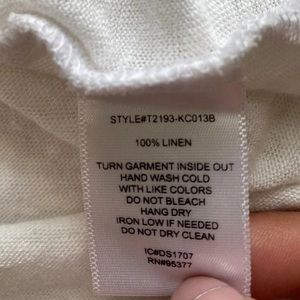 STYLE#T2193-KC013B
100% LINEN
TURN GARMENT INSIDE OUT
HAND WASH COLD
WITH LIKE COLORS
DO NOT BLEACH
HANG DRY
IRON LOW IF NEEDED
DO NOT DRY CLEAN
IC#DS1707
RN#95377